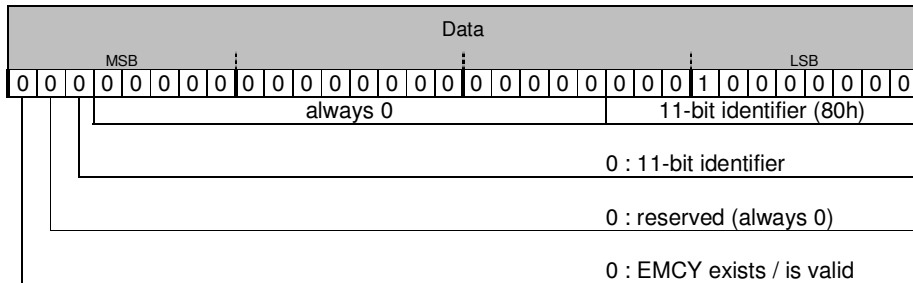 Data
MSB LSB
0 0 0 0 0 0 0 0 0 0 0 0 0 0 0 0 0 0 0 0 0 0 0 0 1 0 0 0 0 0 0 0
always 0 11-bit identifier (80h)
0 : 11-bit identifier
0 : reserved (always 0)
0 : EMCY exists / is valid